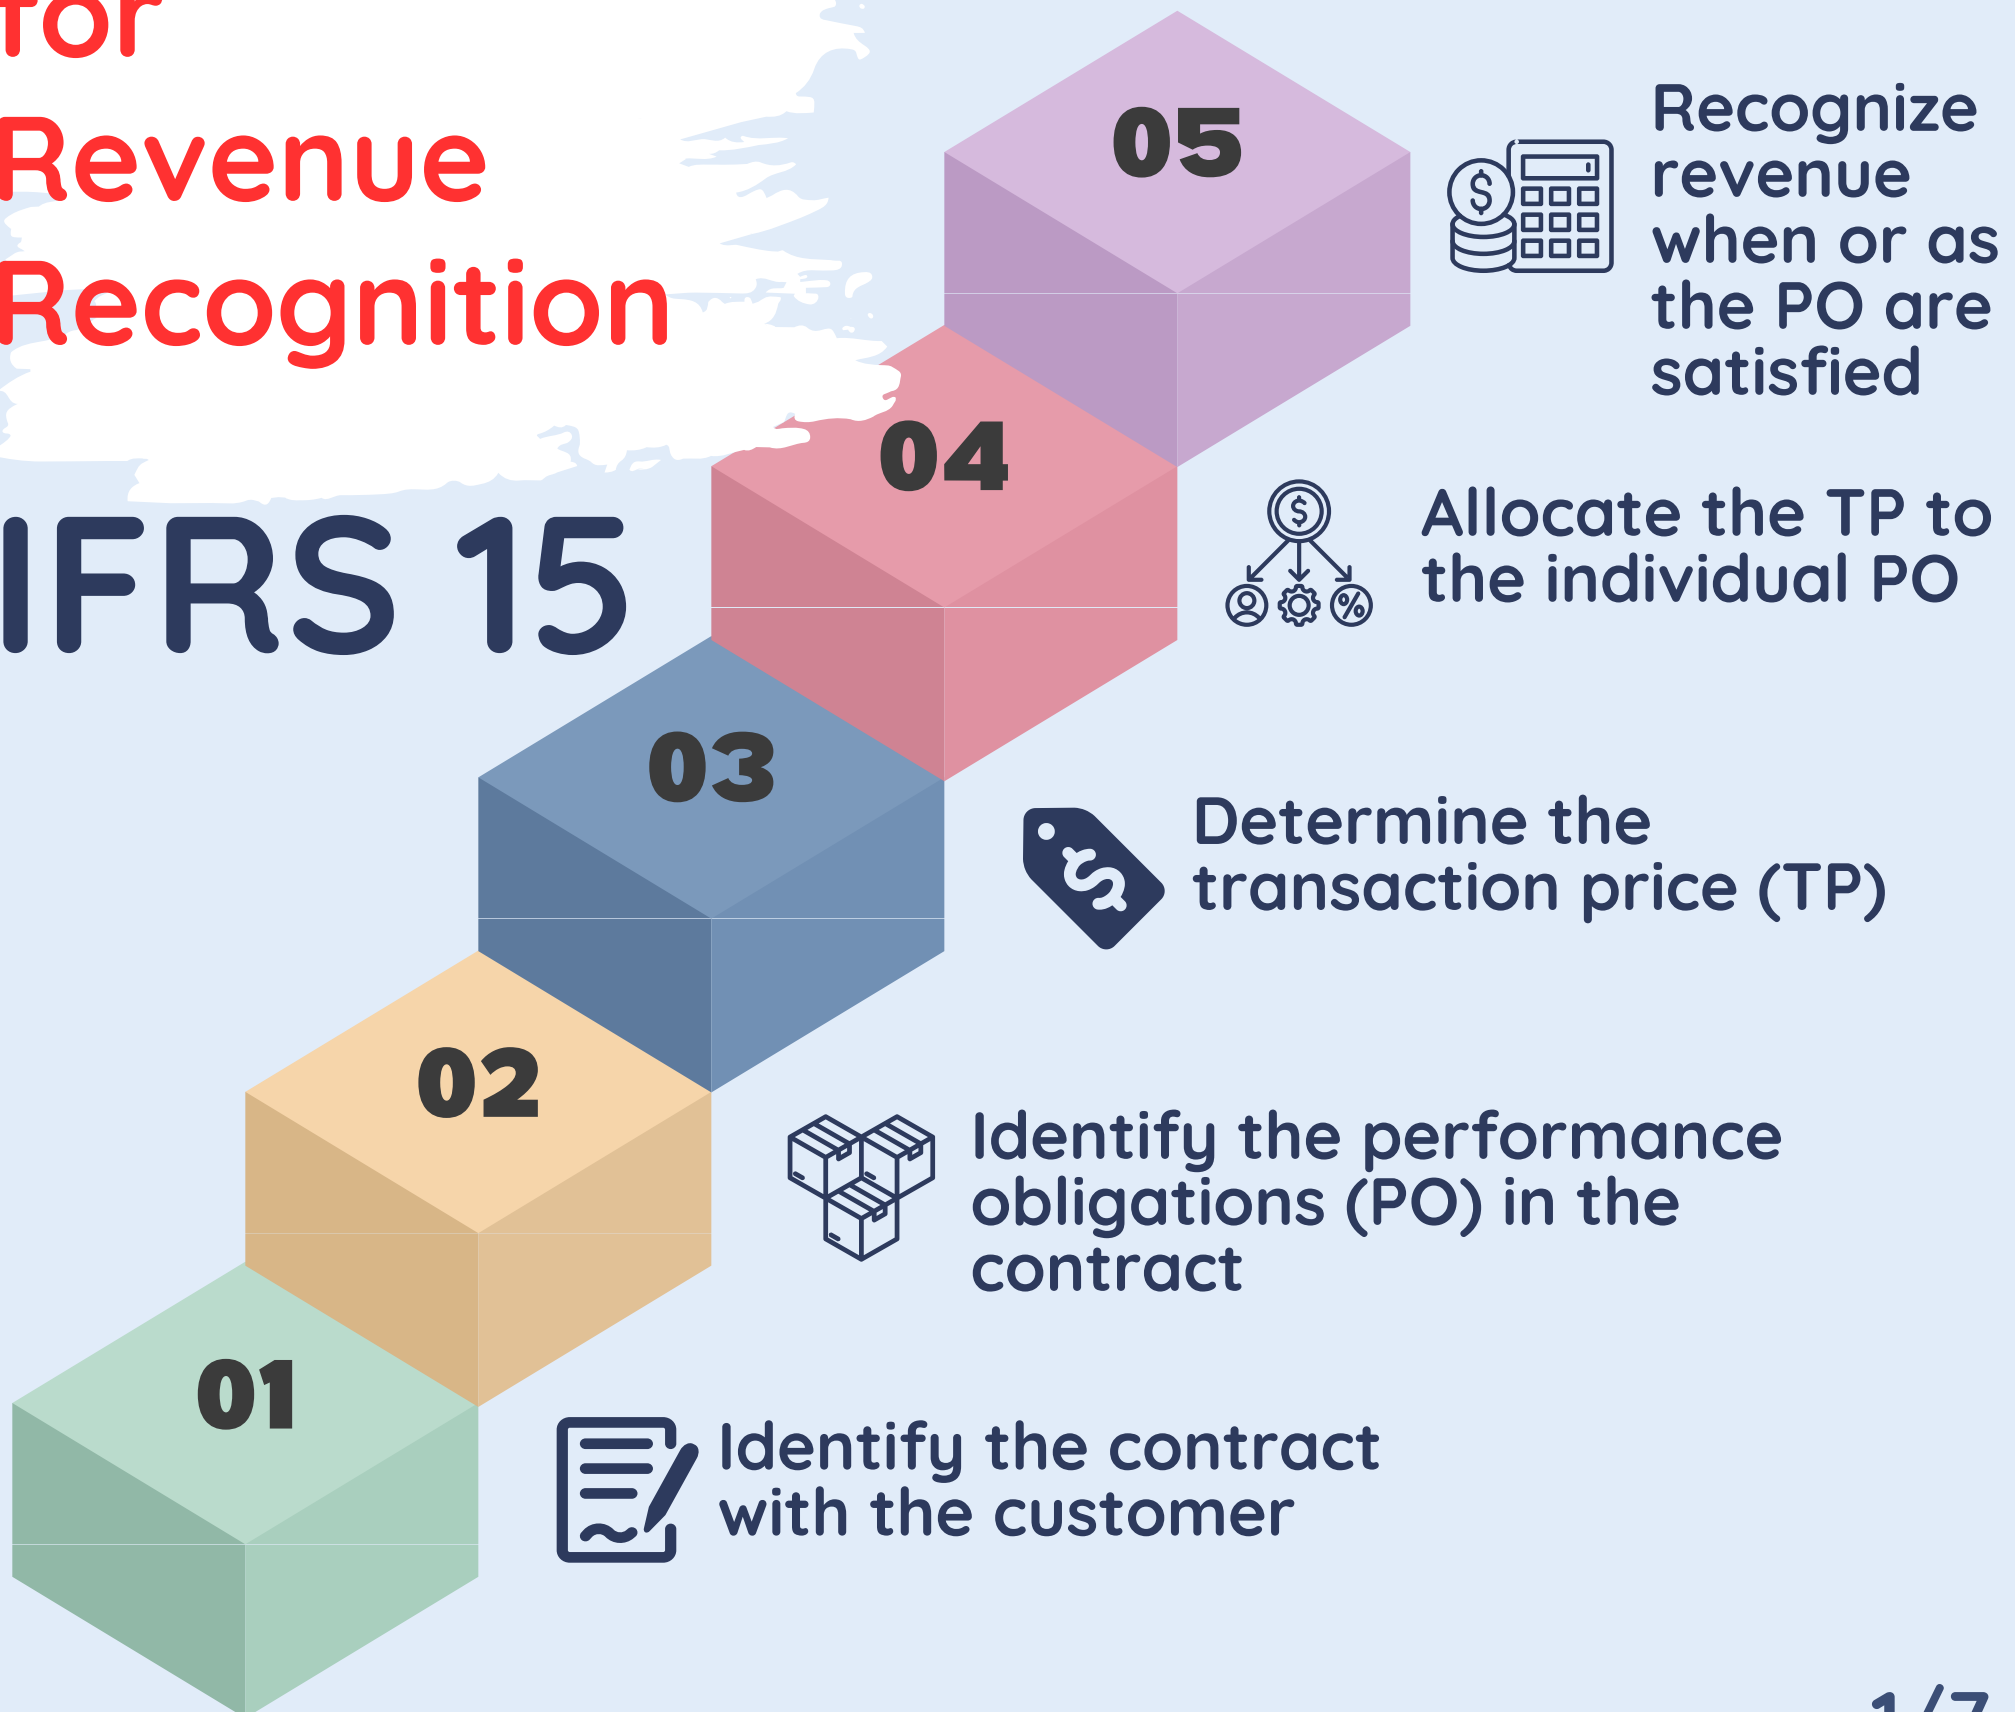 for
Revenue
Recognition
IFRS 15
05
Recognize
revenue
when or as
the PO are
satisfied
04
Allocate the TP to
the individual PO
03
Determine the
transaction price (TP)
02
Identify the performance
obligations (PO) in the
contract
01
Identify the contract
with the customer
1/7